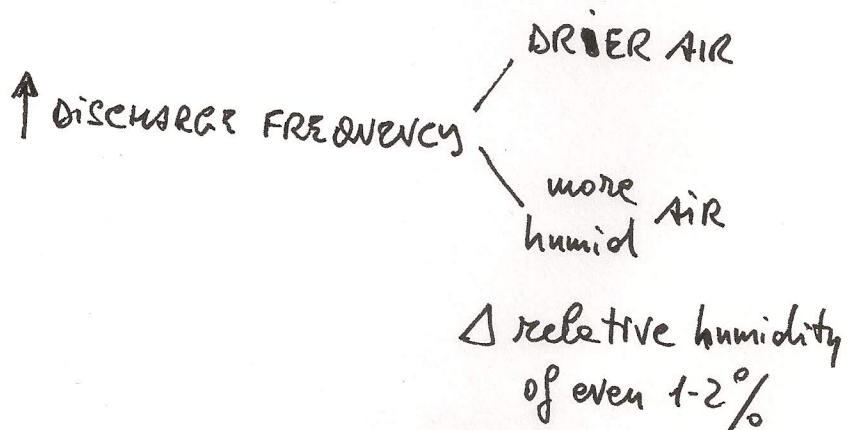 DRIER AIR
↑ DISCHARGE FREQUENCY
more
humid AIR
Δ relative humidity
of even 1-2%